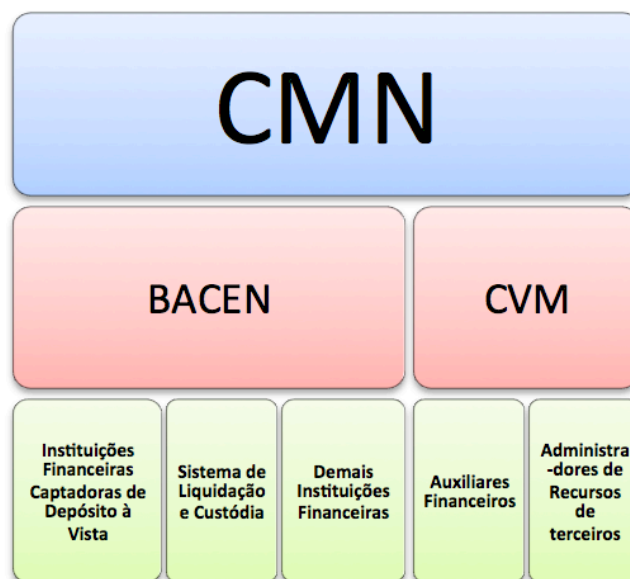 CMN
BACEN
CVM
Instituições
Financeiras
Captadoras de
Depósito à
Vista
Sistema de
Liquidação
e Custódia
Demais
Instituições
Financeiras
Auxiliares
Financeiros
Administra
-dores de
Recursos
de
terceiros